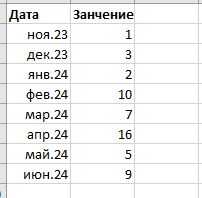 Дата Занчение
ноя.23 1
дек.23 3
янв.24 2
фев.24 10
мар.24 7
апр.24 16
май.24 5
июн.24 9